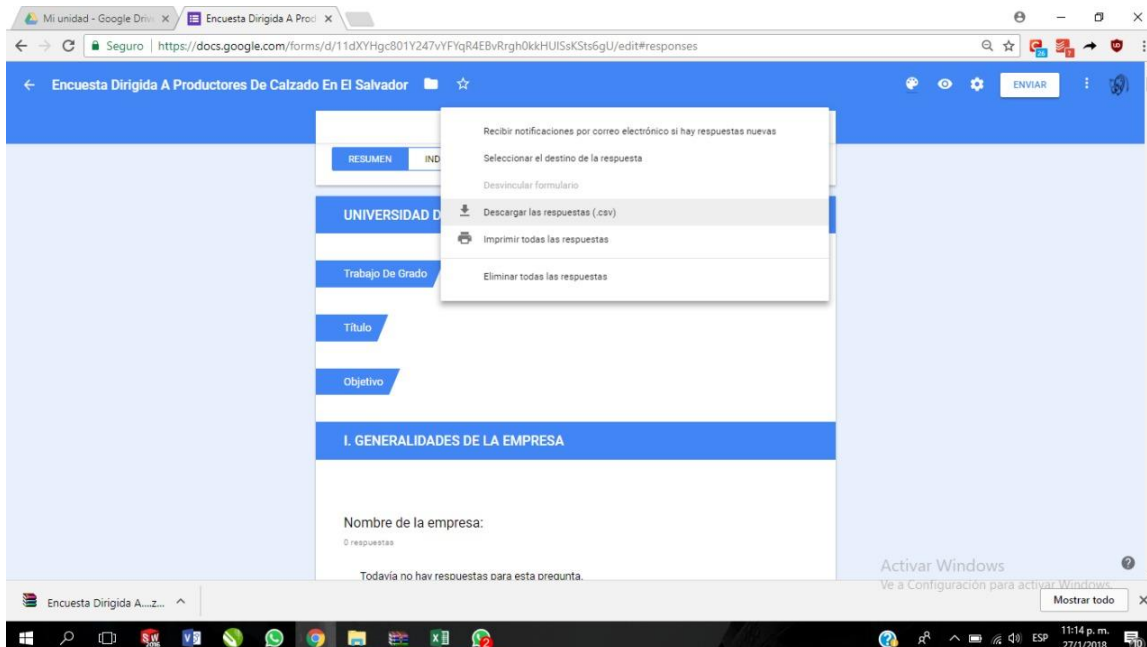 Mi unidad - Google Driv
Encuesta Dirigida A Prod
Seguro | https://docs.google.com/forms/d/11dXYHgc801Y247vYFYqR4EBvRrgh0kkHUISsKSts6gU/edit#responses
Encuesta Dirigida A Productores De Calzado En El Salvador
ENVIAR
Recibir notificaciones por correo electrónico si hay respuestas nuevas
RESUMEN IND
Seleccionar el destino de la respuesta
Desvincular formulario
UNIVERSIDAD D
Descargar las respuestas (.csv)
Imprimir todas las respuestas
Trabajo De Grado
Eliminar todas las respuestas
Título
Objetivo
I. GENERALIDADES DE LA EMPRESA
Nombre de la empresa:
0 respuestas
Todavía no hay respuestas para esta pregunta.
Activar Windows
Ve a Configuración para activar Windows.
Encuesta Dirigida A....z...
Mostrar todo
ESP
11:14 p. m.
27/1/2018